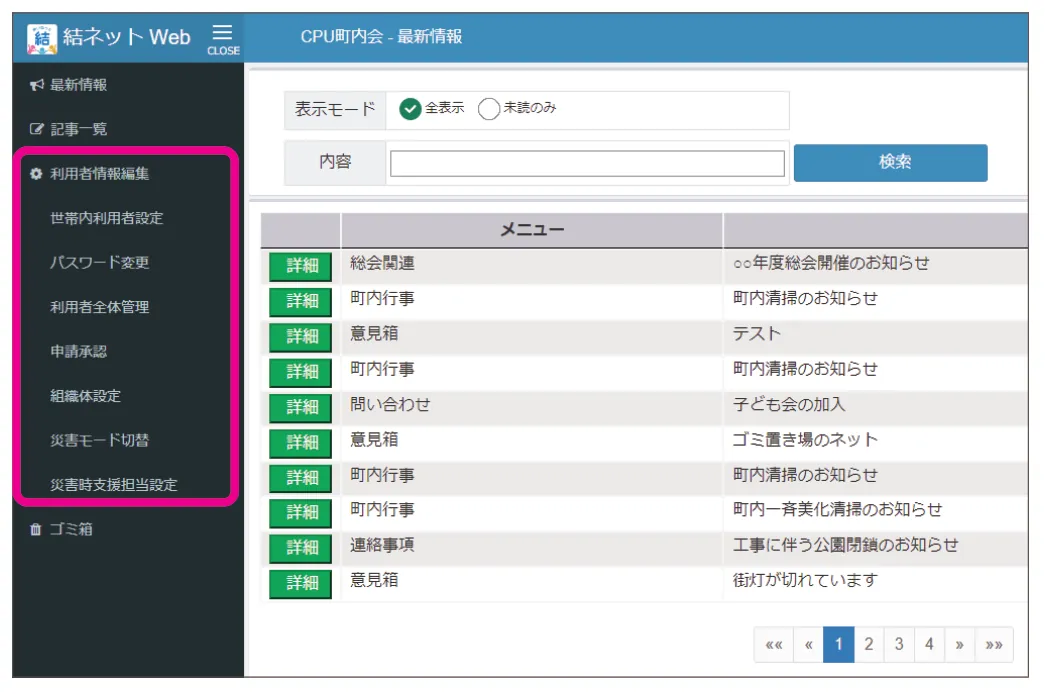 結ネット Web
CLOSE
CPU町内会 - 最新情報
最新情報
記事一覧
利用者情報編集
世帯内利用者設定
パスワード変更
利用者全体管理
申請承認
組織体設定
災害モード切替
災害時支援担当設定
ゴミ箱
表示モード 全表示 未読のみ
内容 検索
メニュー
詳細 総会関連 ○○年度総会開催のお知らせ
詳細 町内行事 町内清掃のお知らせ
詳細 意見箱 テスト
詳細 町内行事 町内清掃のお知らせ
詳細 問い合わせ 子ども会の加入
詳細 意見箱 ゴミ置き場のネット
詳細 町内行事 町内清掃のお知らせ
詳細 町内行事 町内一斉美化清掃のお知らせ
詳細 連絡事項 工事に伴う公園閉鎖のお知らせ
詳細 意見箱 街灯が切れています
«« « 1 2 3 4 » »»